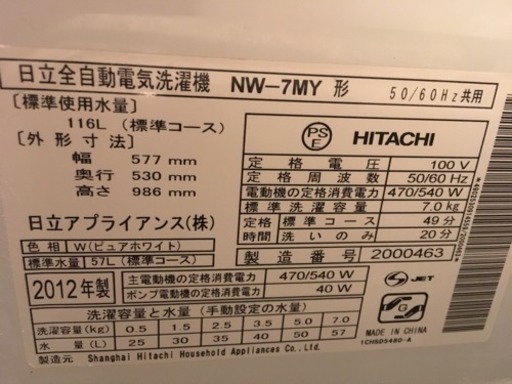 日立全自動電気洗濯機 NW-7MY 形 50/60Hz共用
〔標準使用水量〕
116L (標準コース)
〔外形寸法〕
幅 577 mm
奥行 530 mm
高さ 986 mm
日立アプライアンス(株)
色相 W(ピュアホワイト)
標準水量 57L (標準コース)
PS E HITACHI
定格電圧 100 V
定格周波数 50/60 Hz
電動機の定格消費電力 470/540 W
標準洗濯容量 7.0 kg
定格時間 標準コース 49分
洗いのみ 20分
製造番号 2000463
2012年製
主電動機の定格消費電力 470/540 W
ポンプ電動機の定格消費電力 40 W
S JET
洗濯容量と水量 (手動設定の水量)
洗濯容量(kg) 0.5 1.5 2.5 3.5 5.0 7.0
水量(L) 25 30 35 40 50 57
MADE IN CHINA
1CHSD5480-A
製造元 Shanghai Hitachi Household Appliances Co., Ltd.